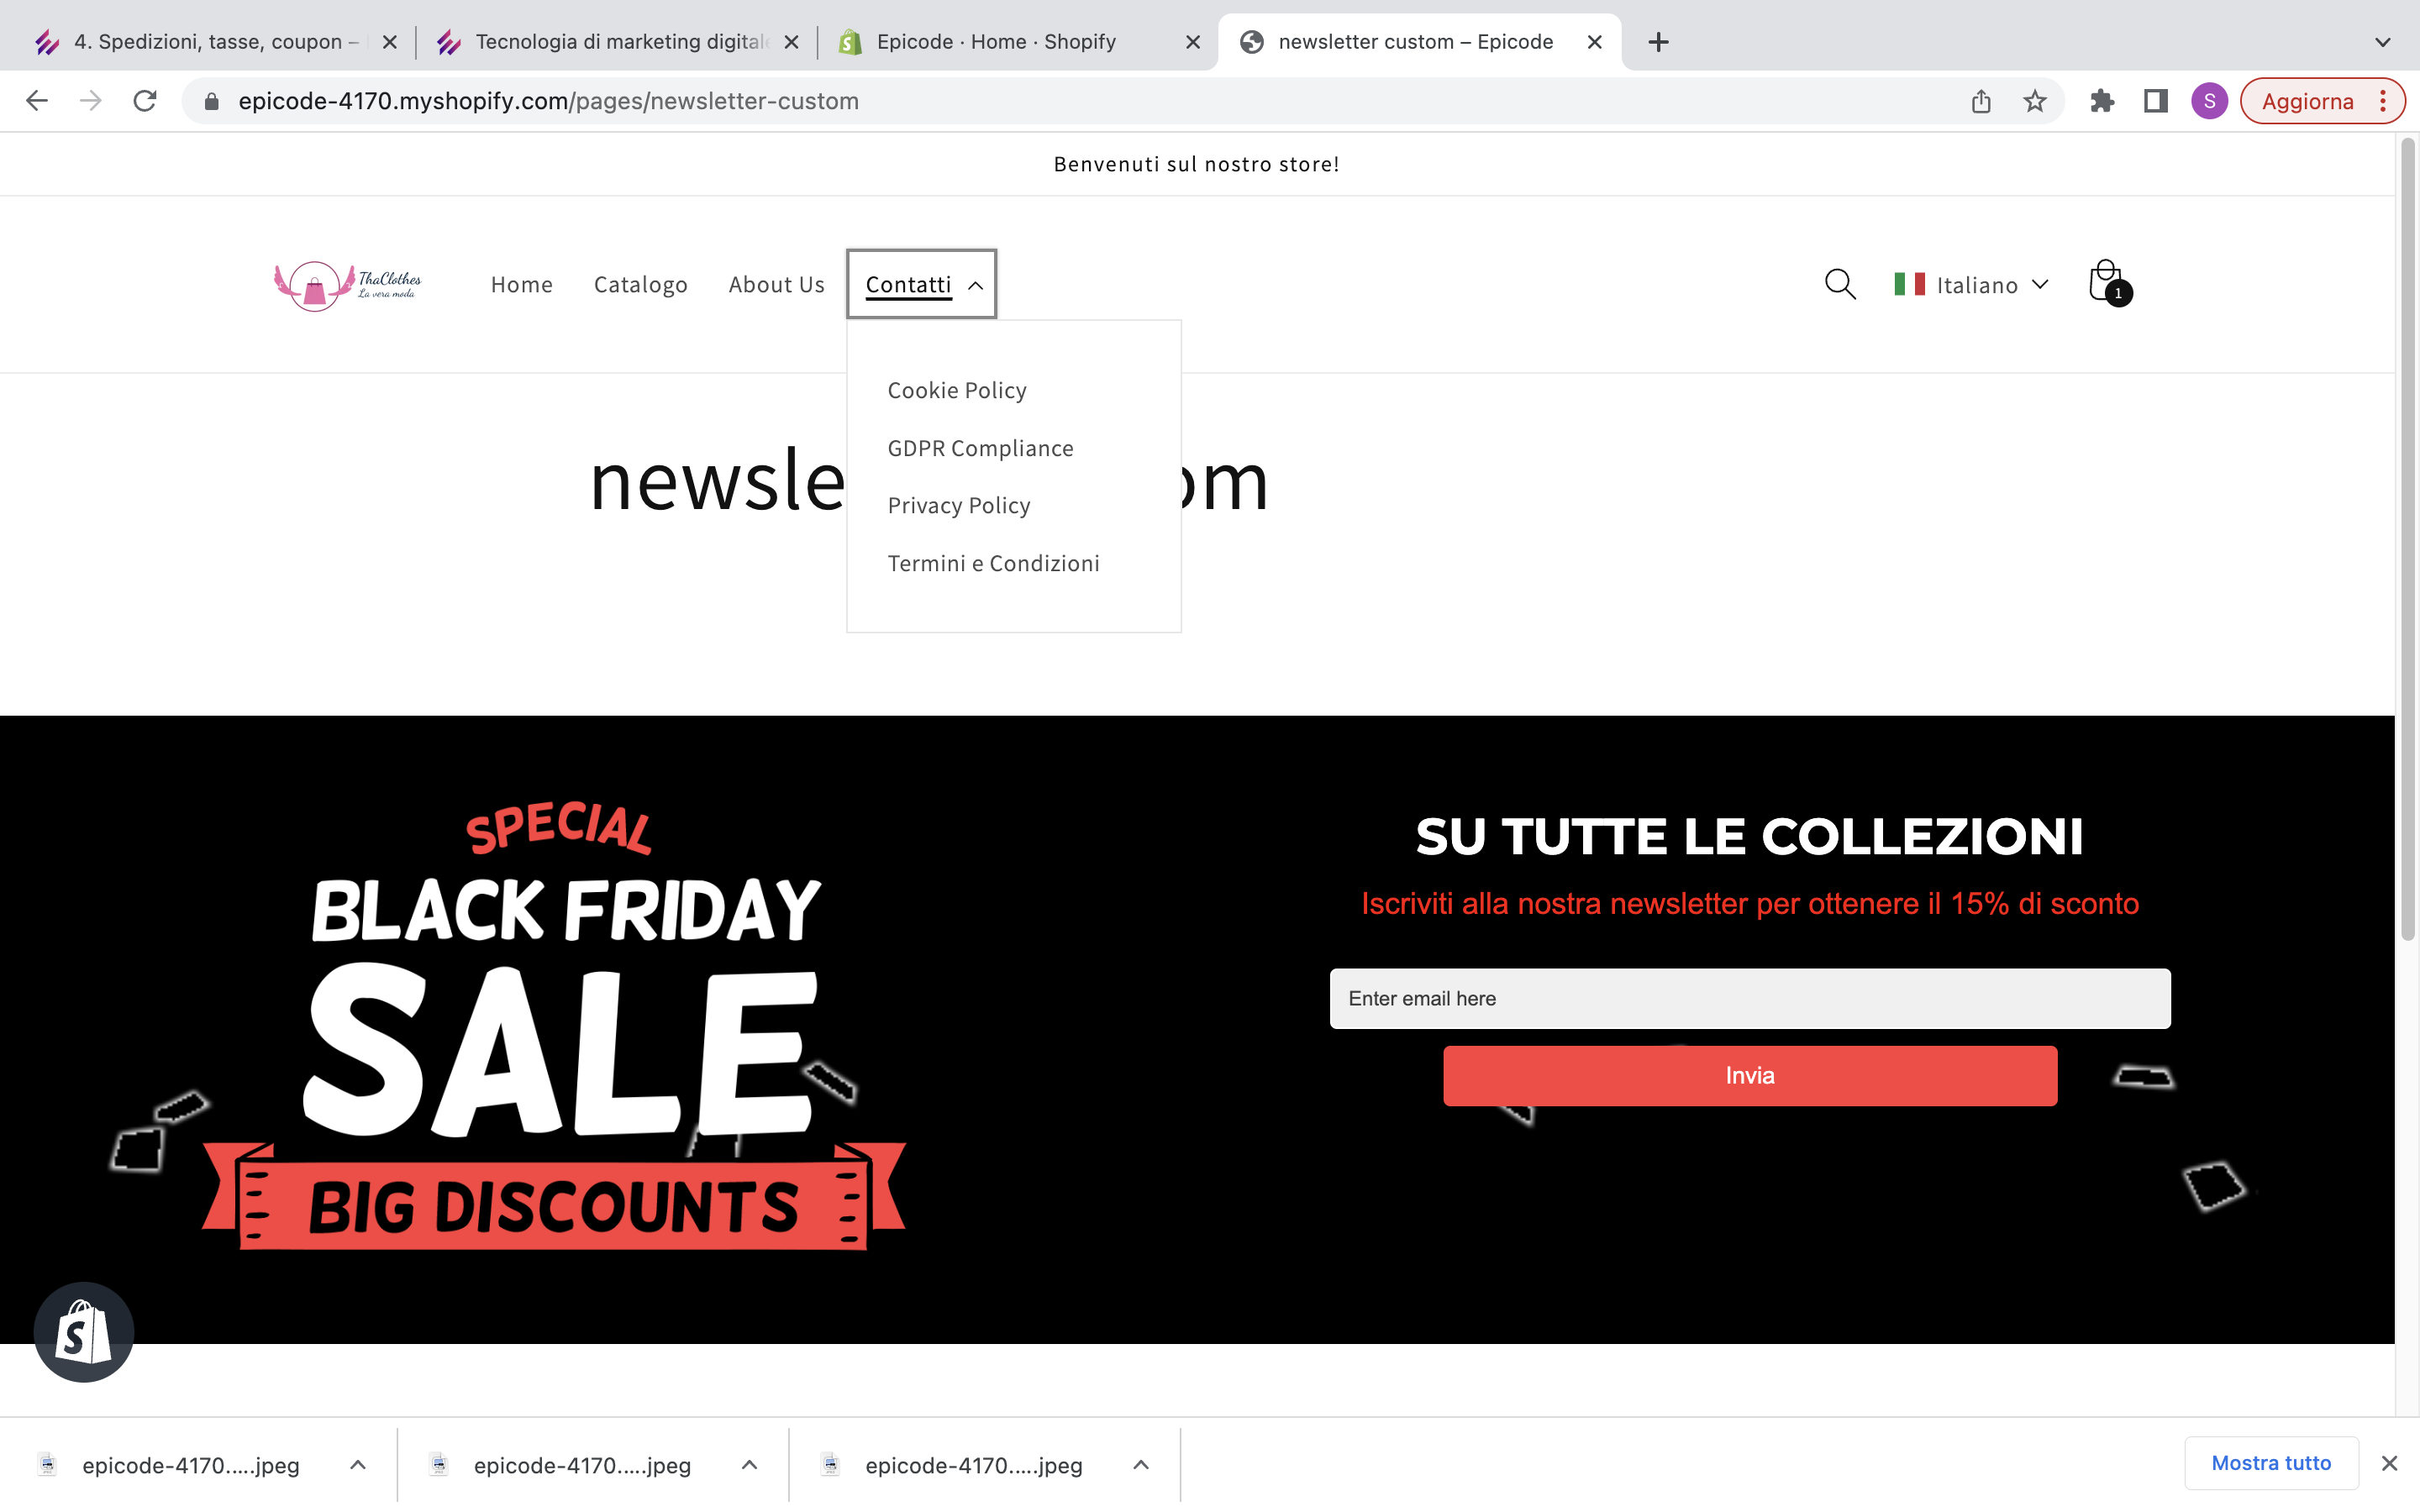 4. Spedizioni, tasse, coupon –
Tecnologia di marketing digitale
Epicode · Home · Shopify
newsletter custom – Epicode
epicode-4170.myshopify.com/pages/newsletter-custom
S
Aggiorna
Benvenuti sul nostro store!
ThaClothes
La vera moda
Home
Catalogo
About Us
Contatti
Italiano
1
Cookie Policy
GDPR Compliance
Privacy Policy
Termini e Condizioni
newsle om
SPECIAL
BLACK FRIDAY
SALE
BIG DISCOUNTS
SU TUTTE LE COLLEZIONI
Iscriviti alla nostra newsletter per ottenere il 15% di sconto
Enter email here
Invia
epicode-4170.....jpeg
epicode-4170.....jpeg
epicode-4170.....jpeg
Mostra tutto